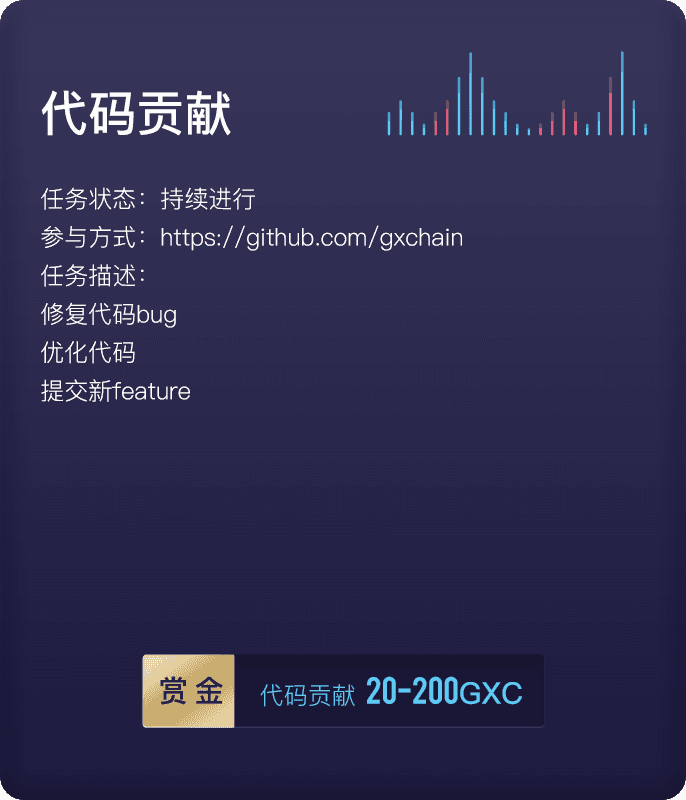 代码贡献
任务状态：持续进行
参与方式：https://github.com/gxchain
任务描述：
修复代码bug
优化代码
提交新feature
赏金 代码贡献 20-200GXC